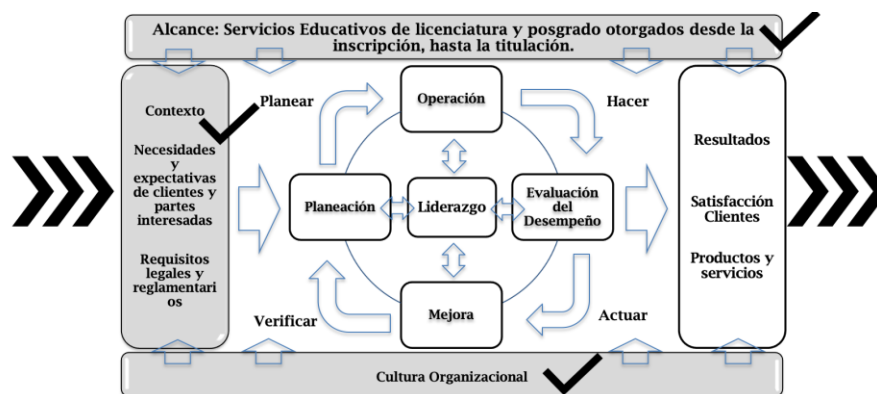 Alcance: Servicios Educativos de licenciatura y posgrado otorgados desde la
inscripción, hasta la titulación.
Contexto
Necesidades
y
expectativas
de clientes y
partes
interesadas
Requisitos
legales y
reglamentari
os
Planear
Operación
Hacer
Planeación
Liderazgo
Evaluación
del
Desempeño
Verificar
Mejora
Actuar
Resultados
Satisfacción
Clientes
Productos y
servicios
Cultura Organizacional